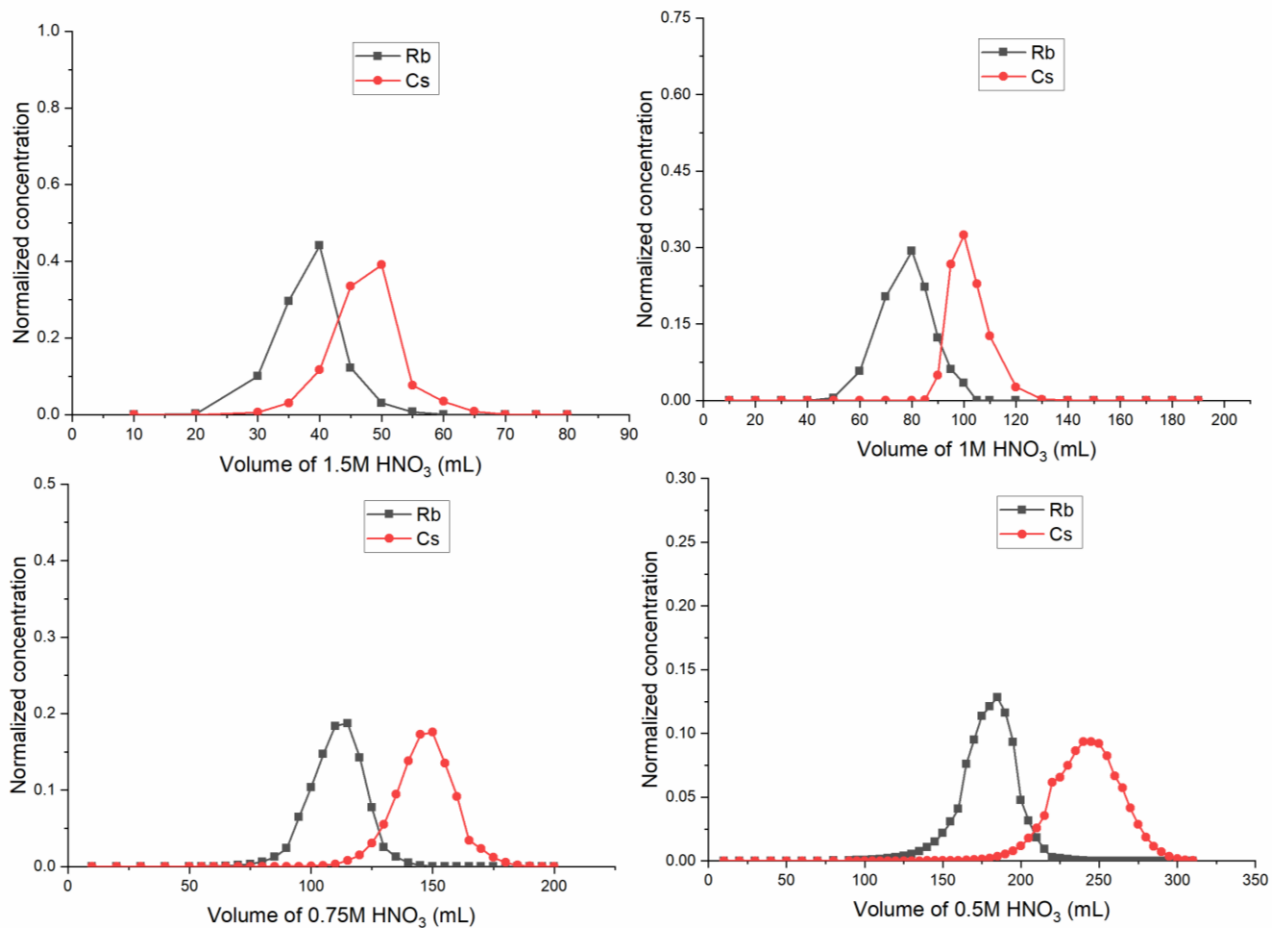 1.0
0.8
0.6
0.4
0.2
0.0
Normalized concentration
Rb
Cs
0 10 20 30 40 50 60 70 80 90
Volume of 1.5M HNO₃ (mL)
0.75
0.60
0.45
0.30
0.15
0.00
Normalized concentration
Rb
Cs
0 20 40 60 80 100 120 140 160 180 200
Volume of 1M HNO₃ (mL)
0.5
0.4
0.3
0.2
0.1
0.0
Normalized concentration
Rb
Cs
0 50 100 150 200
Volume of 0.75M HNO₃ (mL)
0.30
0.25
0.20
0.15
0.10
0.05
0.00
Normalized concentration
Rb
Cs
0 50 100 150 200 250 300 350
Volume of 0.5M HNO₃ (mL)